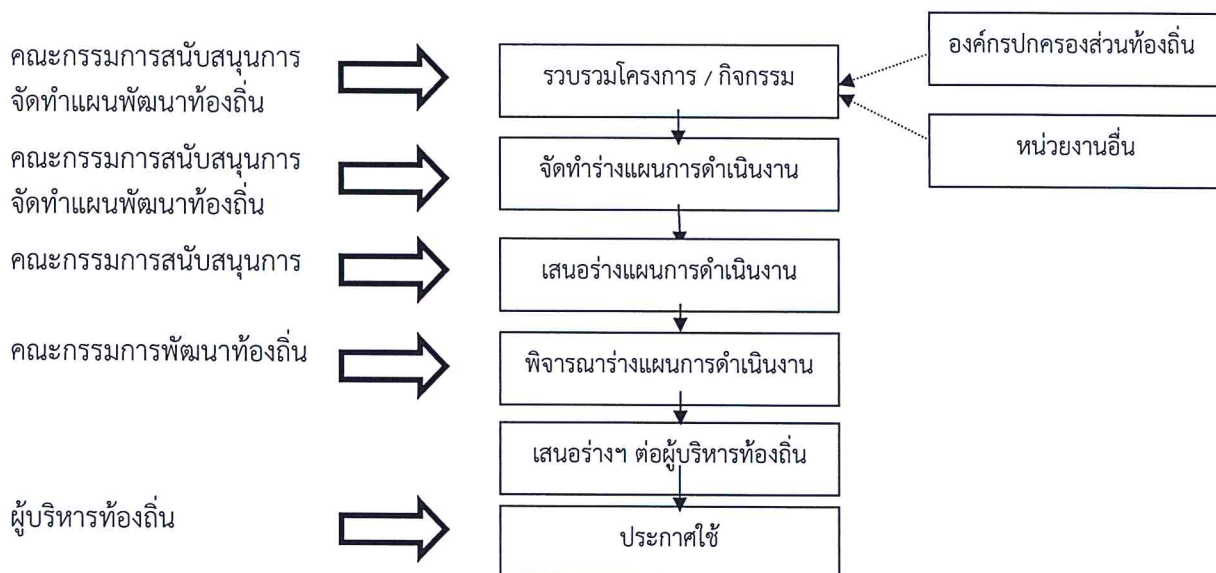 คณะกรรมการสนับสนุนการ
จัดทำแผนพัฒนาท้องถิ่น
รวบรวมโครงการ / กิจกรรม
องค์กรปกครองส่วนท้องถิ่น
หน่วยงานอื่น
คณะกรรมการสนับสนุนการ
จัดทำแผนพัฒนาท้องถิ่น
จัดทำร่างแผนการดำเนินงาน
คณะกรรมการสนับสนุนการ
เสนอร่างแผนการดำเนินงาน
คณะกรรมการพัฒนาท้องถิ่น
พิจารณาร่างแผนการดำเนินงาน
เสนอร่างฯ ต่อผู้บริหารท้องถิ่น
ผู้บริหารท้องถิ่น
ประกาศใช้